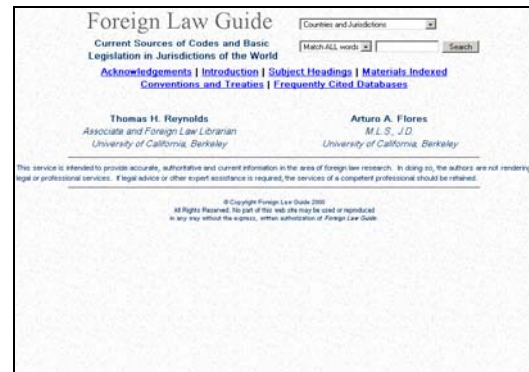 Foreign Law Guide
Countries and Jurisdictions
Current Sources of Codes and Basic
Legislation in Jurisdictions of the World
Match ALL words
Search
Acknowledgements | Introduction | Subject Headings | Materials Indexed
Conventions and Treaties | Frequently Cited Databases
Thomas H. Reynolds
Associate and Foreign Law Librarian
University of California, Berkeley
Arturo A. Flores
M.L.S., J.D.
University of California, Berkeley
This service is intended to provide accurate, authoritative and current information in the area of foreign law research. In doing so, the authors are not rendering
legal or professional services. If legal advice or other expert assistance is required, the services of a competent professional should be retained.
© Copyright Foreign Law Guide 2000
All Rights Reserved. No part of this web site may be used or reproduced
in any way without the express, written authorization of Foreign Law Guide